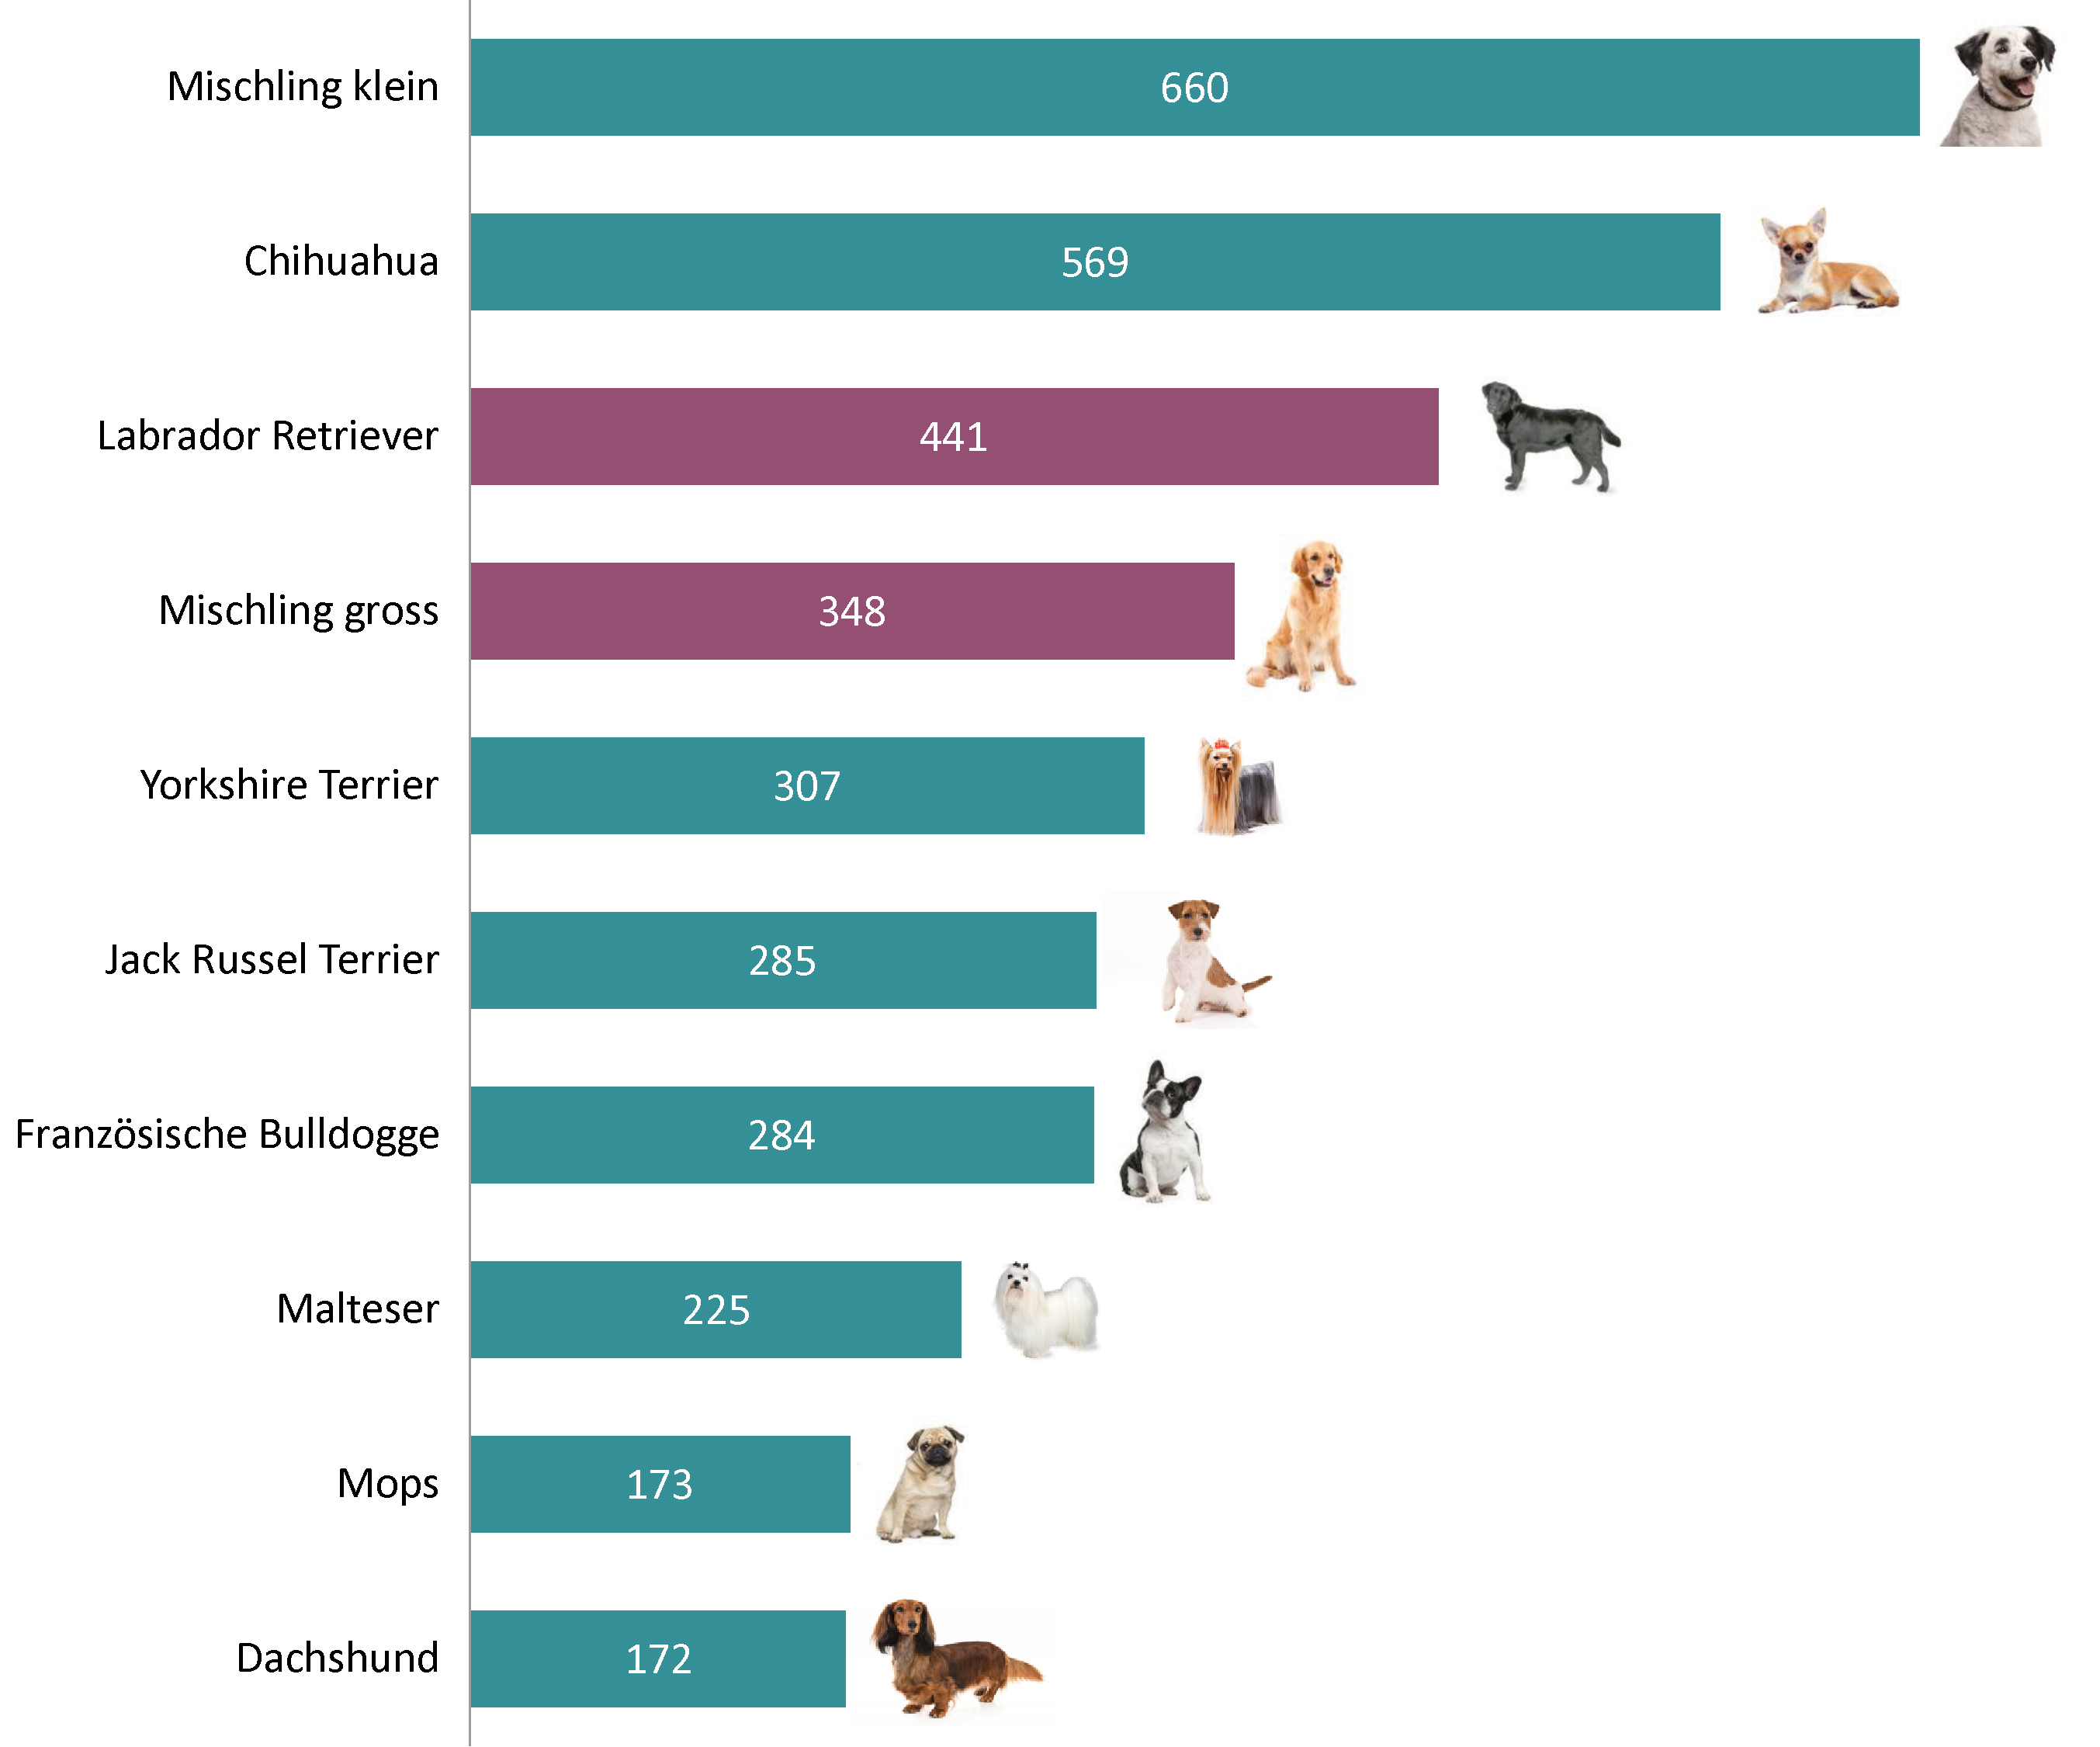 Mischling klein 660
Chihuahua 569
Labrador Retriever 441
Mischling gross 348
Yorkshire Terrier 307
Jack Russel Terrier 285
Französische Bulldogge 284
Malteser 225
Mops 173
Dachshund 172